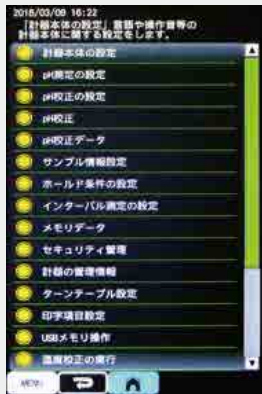 2018/03/09 16:22
「計器本体の設定」言語や操作音等の
計器本体に関する設定をします。
計器本体の設定
pH測定の設定
pH校正の設定
pH校正
pH校正データ
サンプル情報設定
ホールド条件の設定
インターバル測定の設定
メモリデータ
セキュリティ管理
計器の管理情報
ターンテーブル設定
印字項目設定
USBメモリ操作
温度校正の実行
MENU